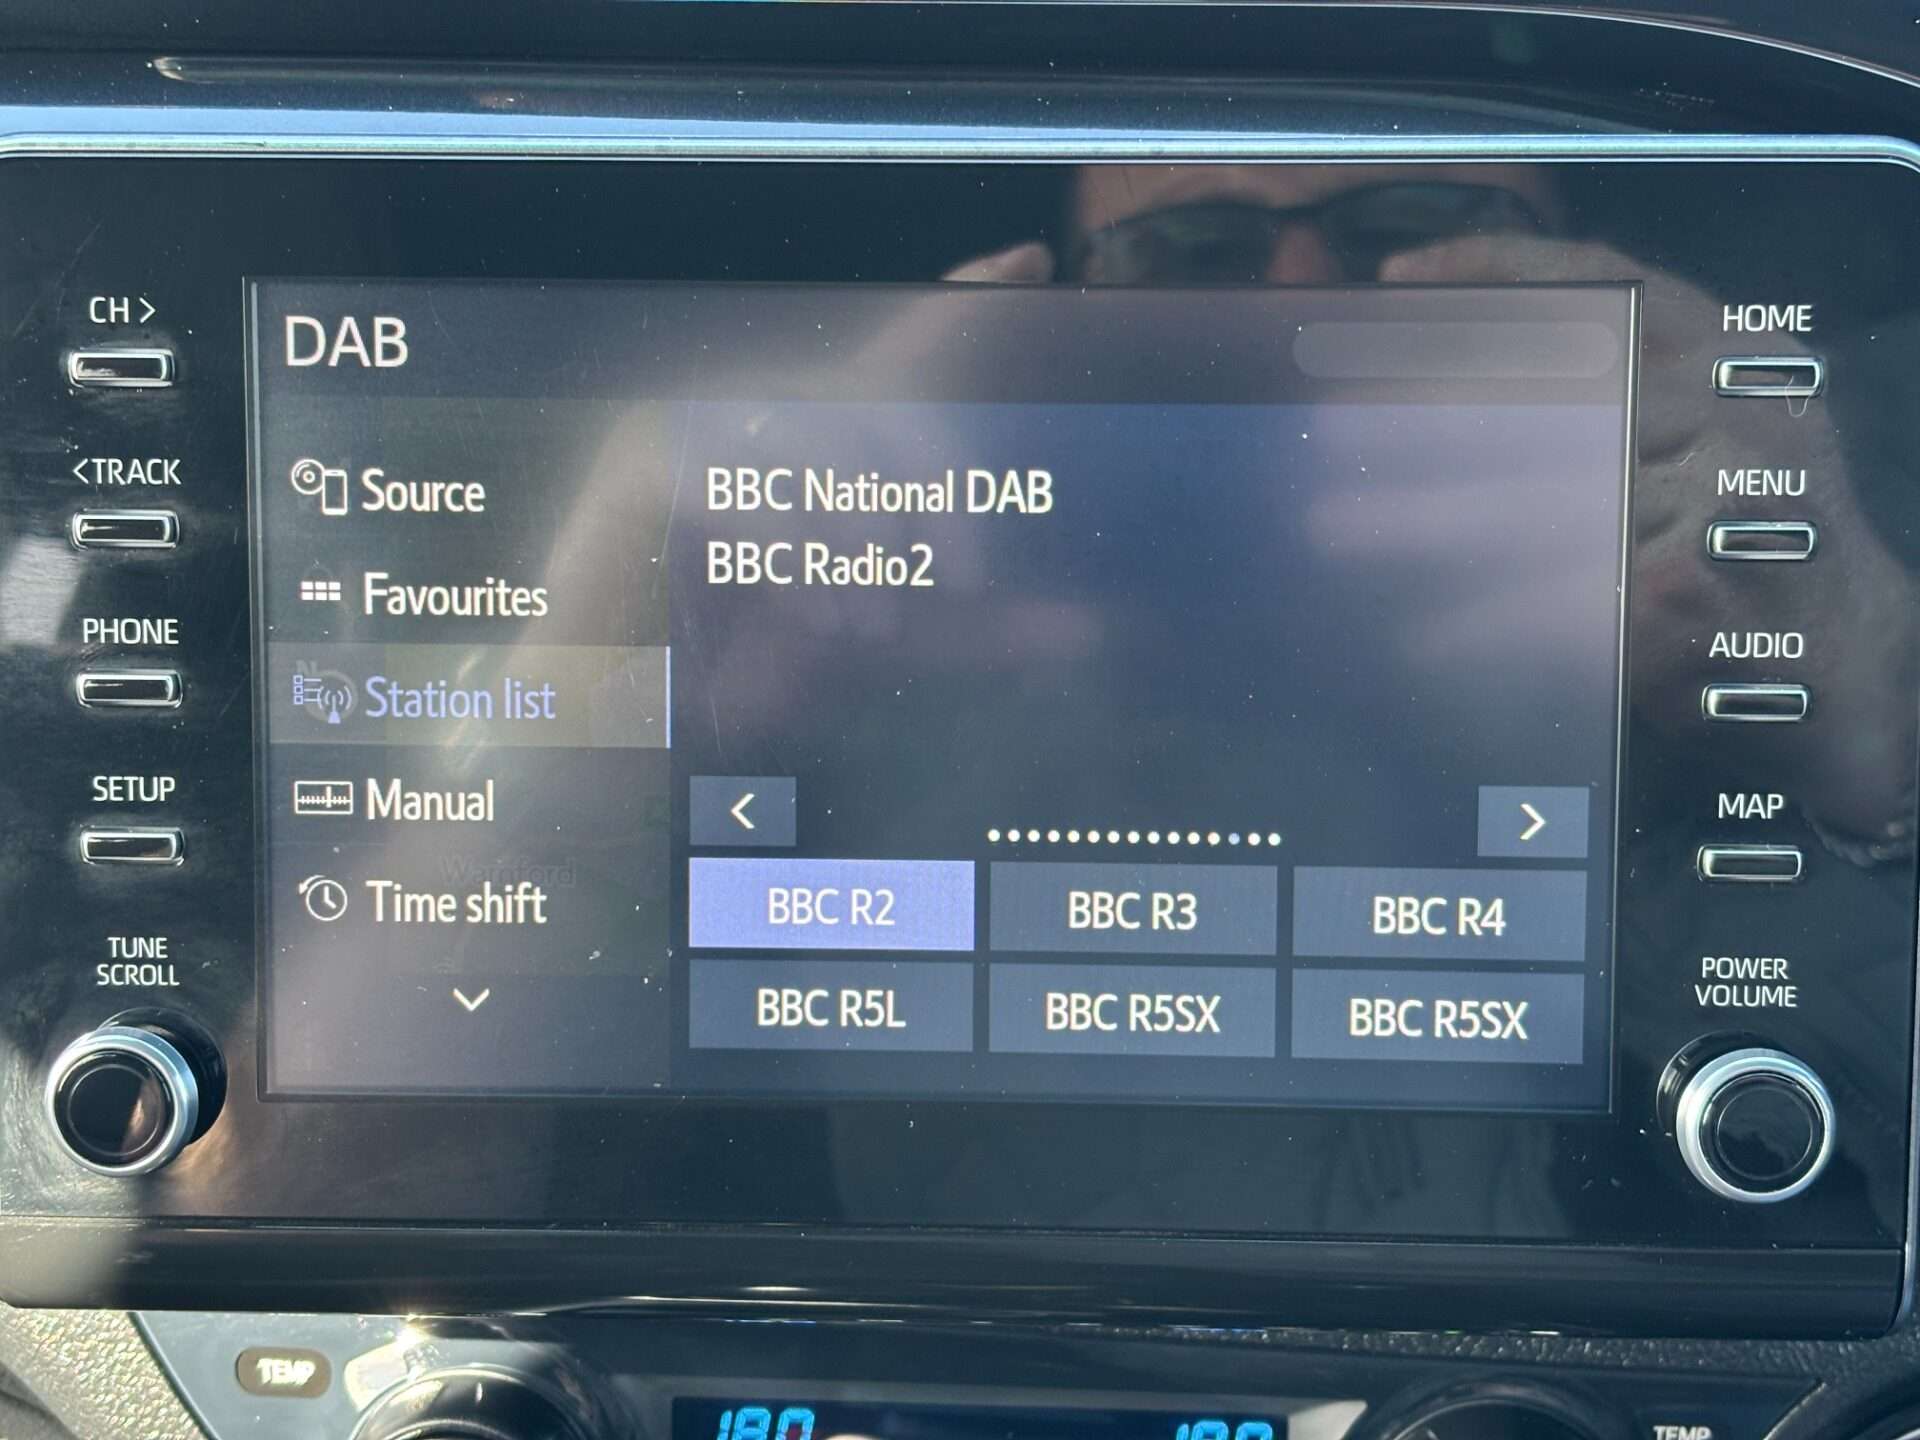 CH >
<TRACK
PHONE
SETUP
TUNE
SCROLL
DAB
Source
Favourites
Station list
Manual
Time shift
BBC National DAB
BBC Radio2
<
>
BBC R2
BBC R3
BBC R4
BBC R5L
BBC R5SX
BBC R5SX
HOME
MENU
AUDIO
MAP
POWER
VOLUME
TEMP
TEMP